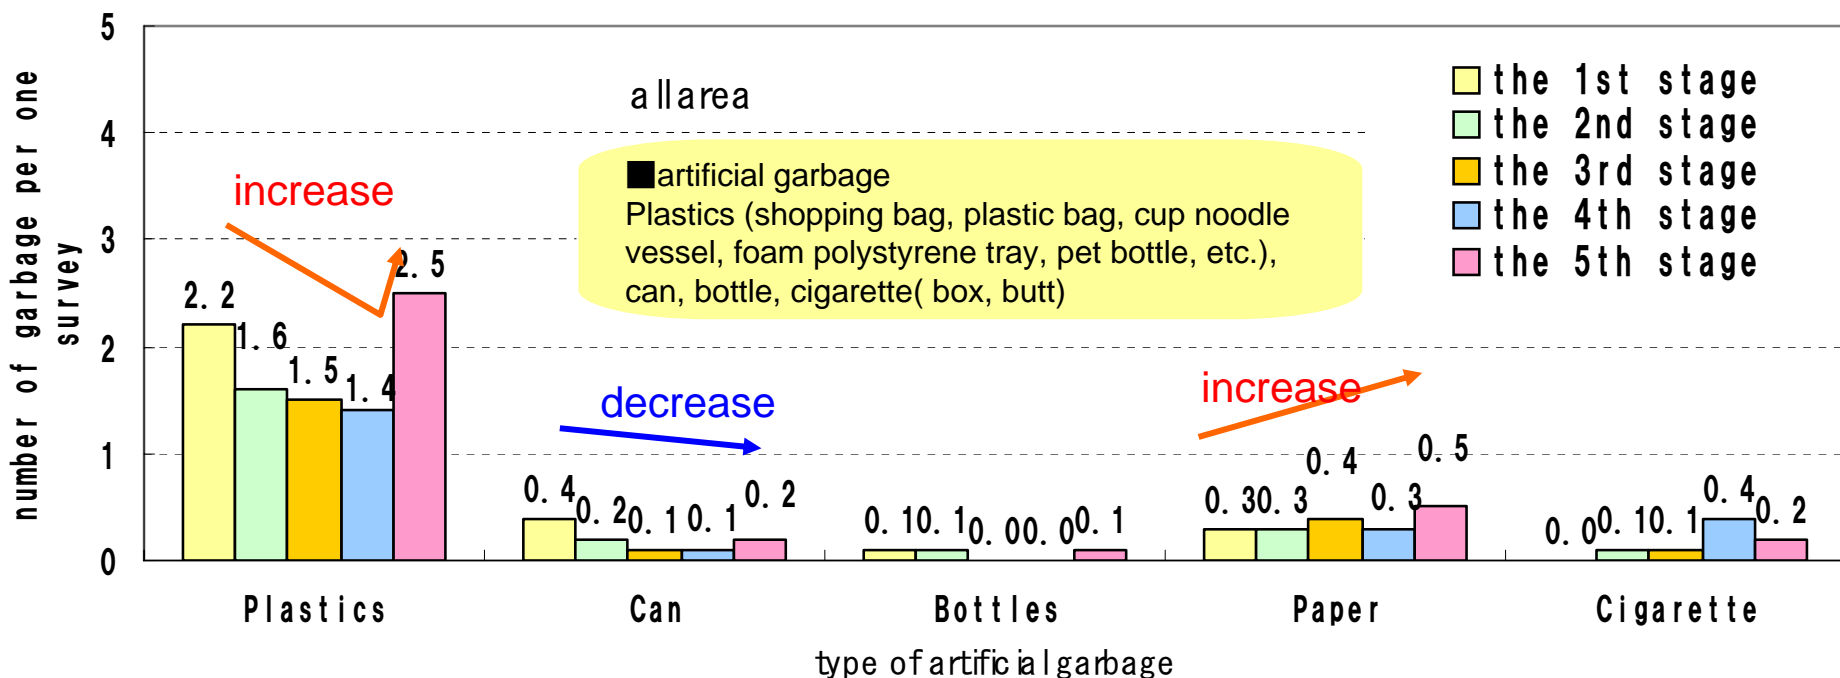 number of garbage per one
survey
5
4
3
2
1
0
all area
increase
■artificial garbage
Plastics (shopping bag, plastic bag, cup noodle
vessel, foam polystyrene tray, pet bottle, etc.),
can, bottle, cigarette( box, butt)
the 1st stage
the 2nd stage
the 3rd stage
the 4th stage
the 5th stage
2.2
1.6
1.5
1.4
2.5
decrease
0.4
0.2
0.1
0.1
0.2
0.1
0.1
0.0
0.0
0.1
increase
0.3
0.3
0.4
0.3
0.5
0.0
0.1
0.1
0.4
0.2
Plastics
Can
Bottles
Paper
Cigarette
type of artificial garbage